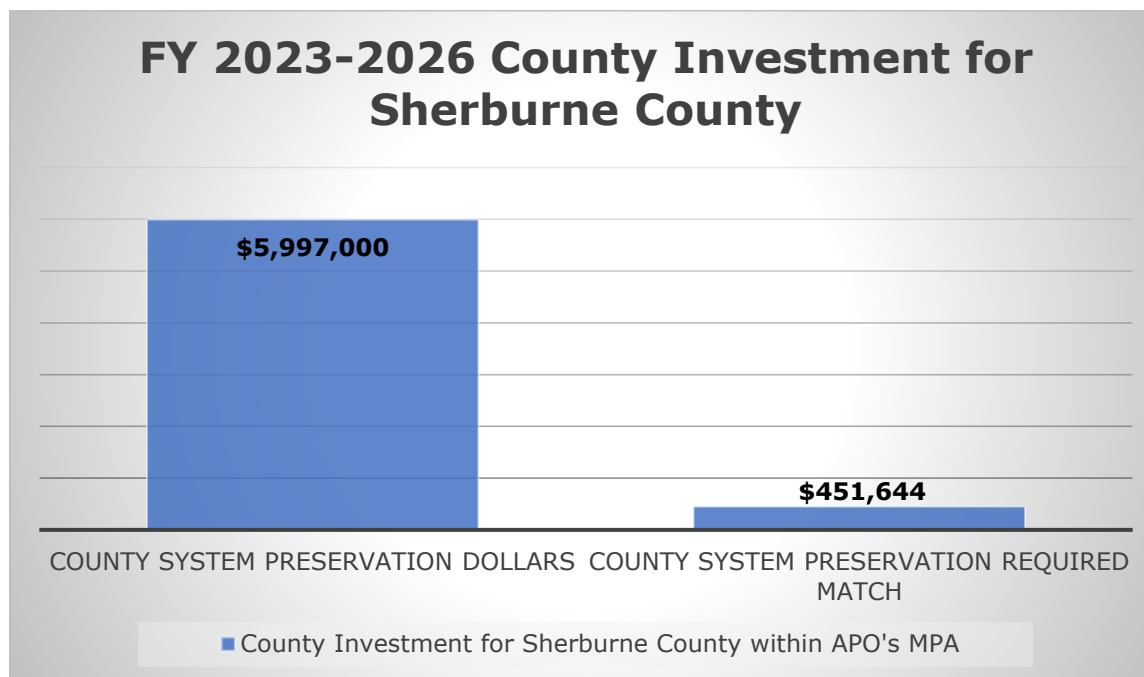 FY 2023-2026 County Investment for
Sherburne County
$5,997,000
$451,644
COUNTY SYSTEM PRESERVATION DOLLARS
COUNTY SYSTEM PRESERVATION REQUIRED
MATCH
County Investment for Sherburne County within APO's MPA